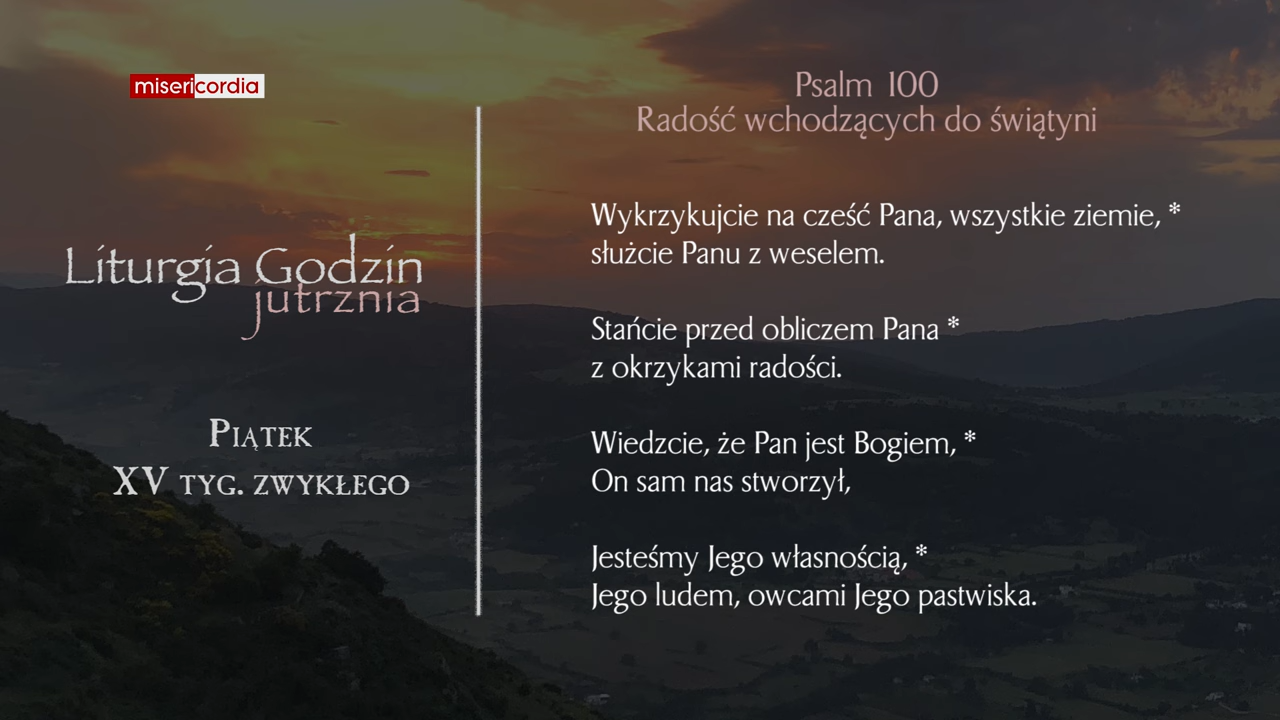 misericordia
Liturgia Godzin
jutrznia
Piątek
XV tyg. zwykłego
Psalm 100
Radość wchodzących do świątyni
Wykrzykujcie na cześć Pana, wszystkie ziemie, *
służcie Panu z weselem.
Stańcie przed obliczem Pana *
z okrzykami radości.
Wiedzcie, że Pan jest Bogiem, *
On sam nas stworzył,
Jesteśmy Jego własnością, *
Jego ludem, owcami Jego pastwiska.